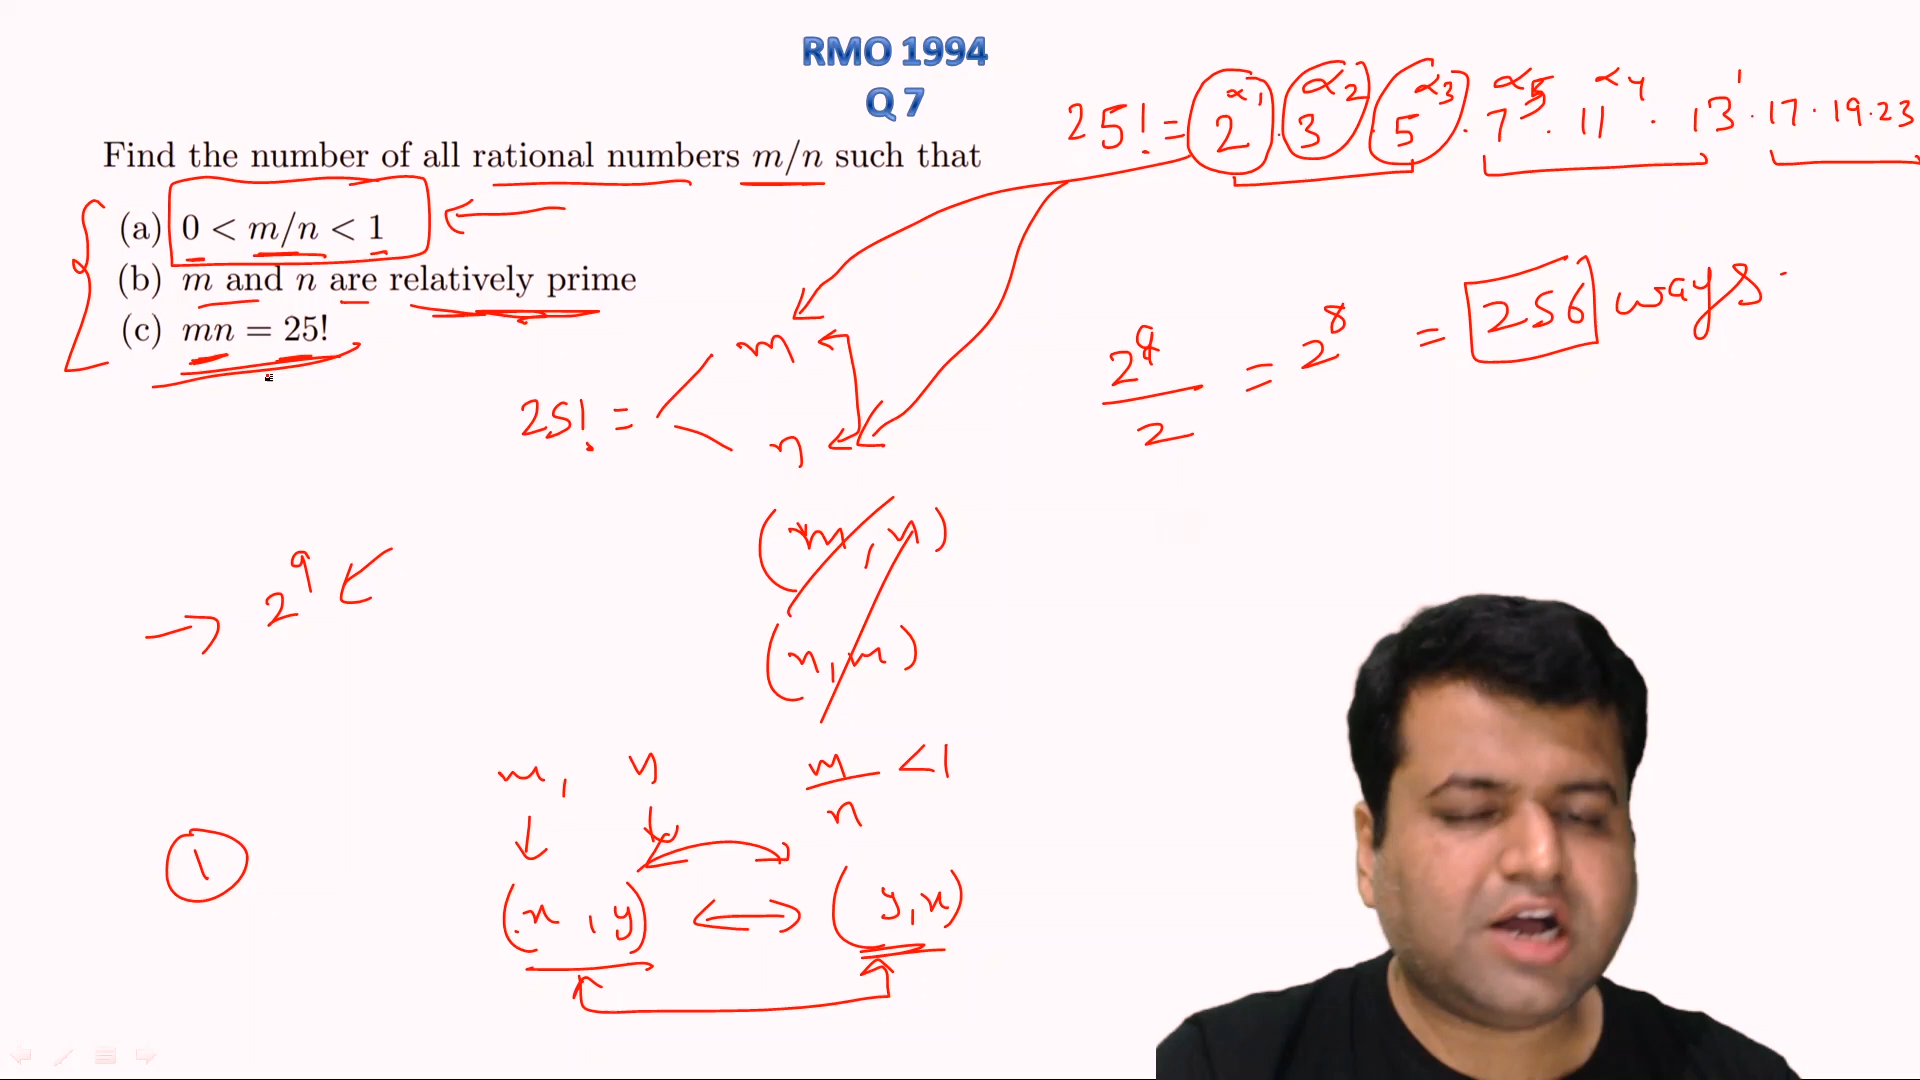 RMO 1994
Q 7
25! = 2^α1 · 3^α2 · 5^α3 · 7^α5 · 11^α4 · 13^1 · 17 · 19 · 23
Find the number of all rational numbers m/n such that
(a) 0 < m/n < 1
(b) m and n are relatively prime
(c) mn = 25!
2^9 / 2 = 2^8 = 256 ways.
25! = m
n
(m, n)
→ 2^9
(n, m)
m, n
m/n < 1
1
(x, y) ↔ (y, x)